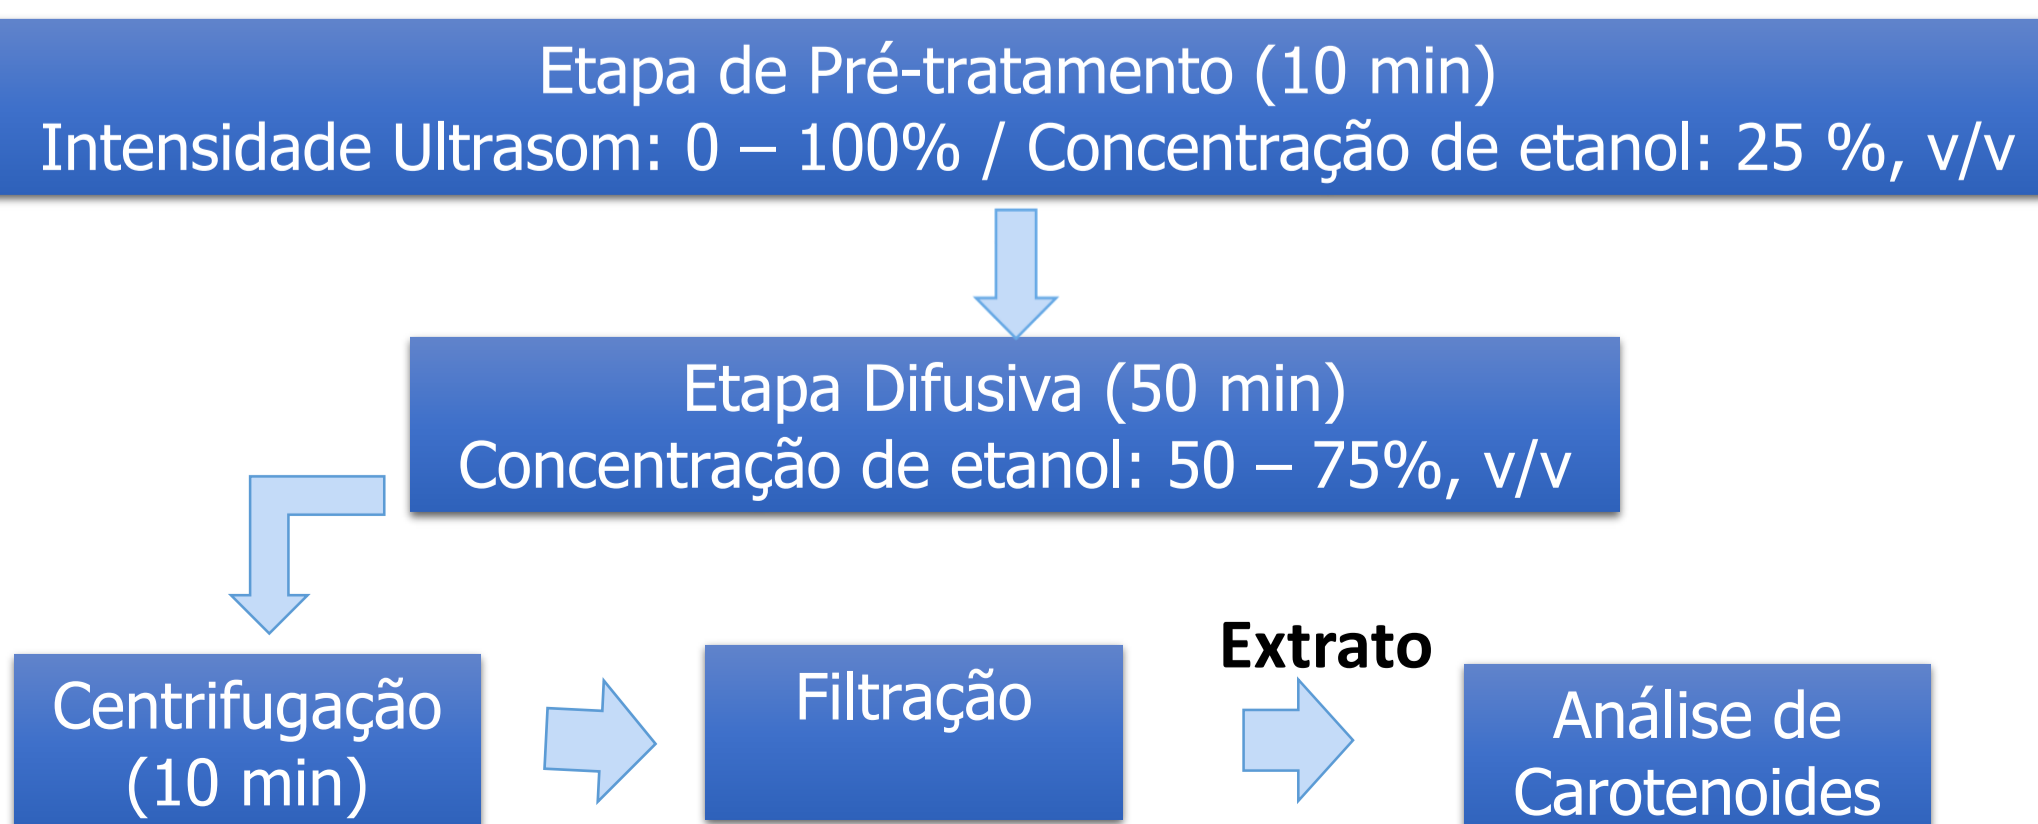 Etapa de Pré-tratamento (10 min)
Intensidade Ultrasom: 0 – 100% / Concentração de etanol: 25 %, v/v
Etapa Difusiva (50 min)
Concentração de etanol: 50 – 75%, v/v
Centrifugação
(10 min)
Filtração
Extrato
Análise de
Carotenoides